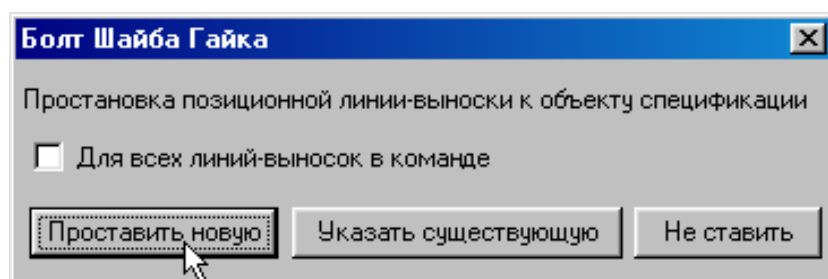 Болт Шайба Гайка
Простановка позиционной линии-выноски к объекту спецификации
Для всех линий-выносок в команде
Проставить новую Указать существующую Не ставить